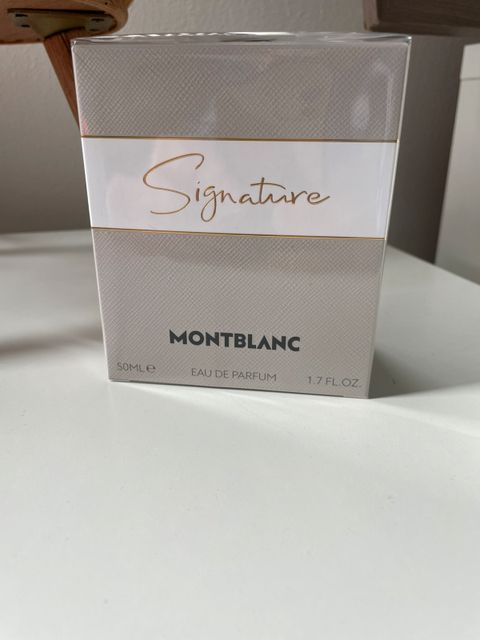 Signature
MONTBLANC
50ML℮ EAU DE PARFUM 1.7 FL.OZ.